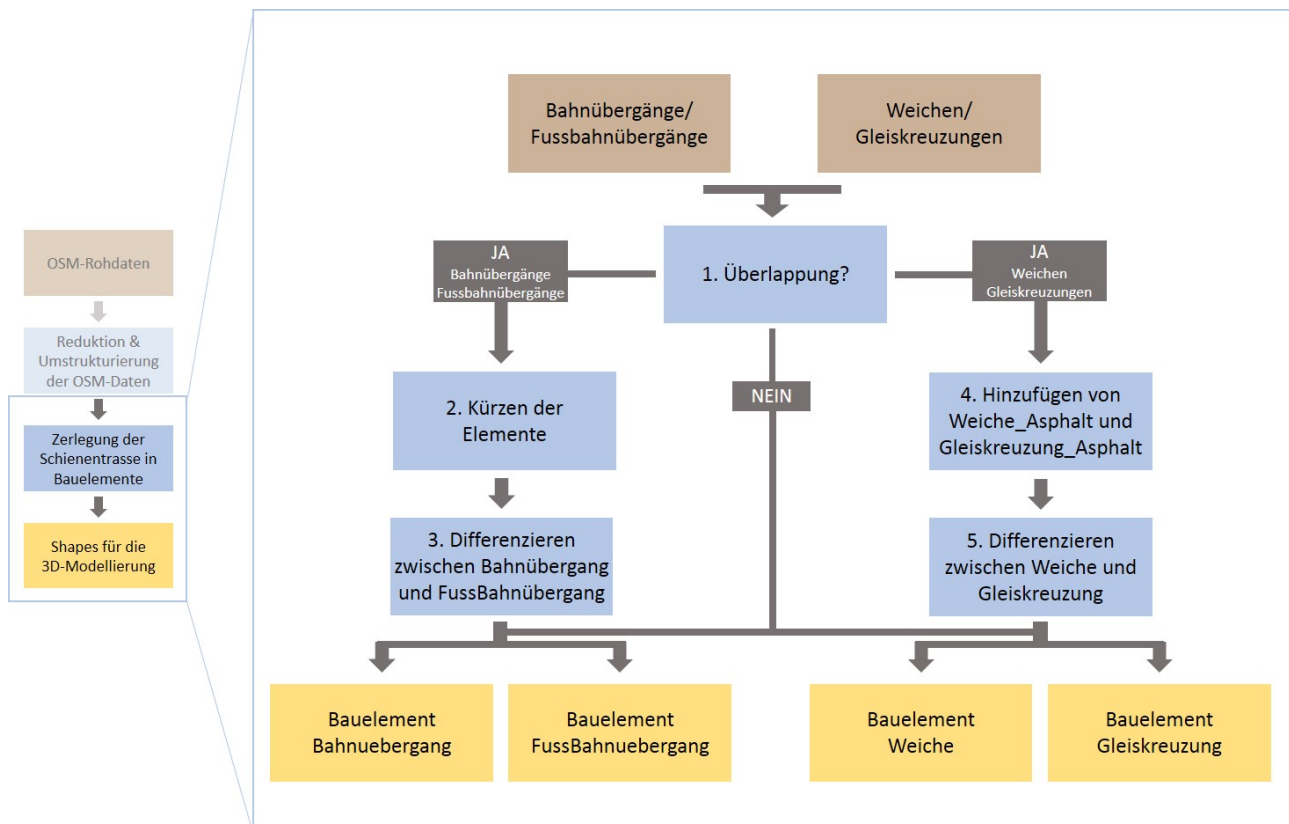 OSM-Rohdaten
Reduktion &
Umstrukturierung
der OSM-Daten
Zerlegung der
Schienentrasse in
Bauelemente
Shapes für die
3D-Modellierung
Bahnübergänge/
Fussbahnübergänge
Weichen/
Gleiskreuzungen
1. Überlappung?
JA
Bahnübergänge
Fussbahnübergänge
JA
Weichen
Gleiskreuzungen
NEIN
2. Kürzen der
Elemente
3. Differenzieren
zwischen Bahnübergang
und FussBahnübergang
4. Hinzufügen von
Weiche_Asphalt und
Gleiskreuzung_Asphalt
5. Differenzieren
zwischen Weiche und
Gleiskreuzung
Bauelement
Bahnuebergang
Bauelement
FussBahnuebergang
Bauelement
Weiche
Bauelement
Gleiskreuzung